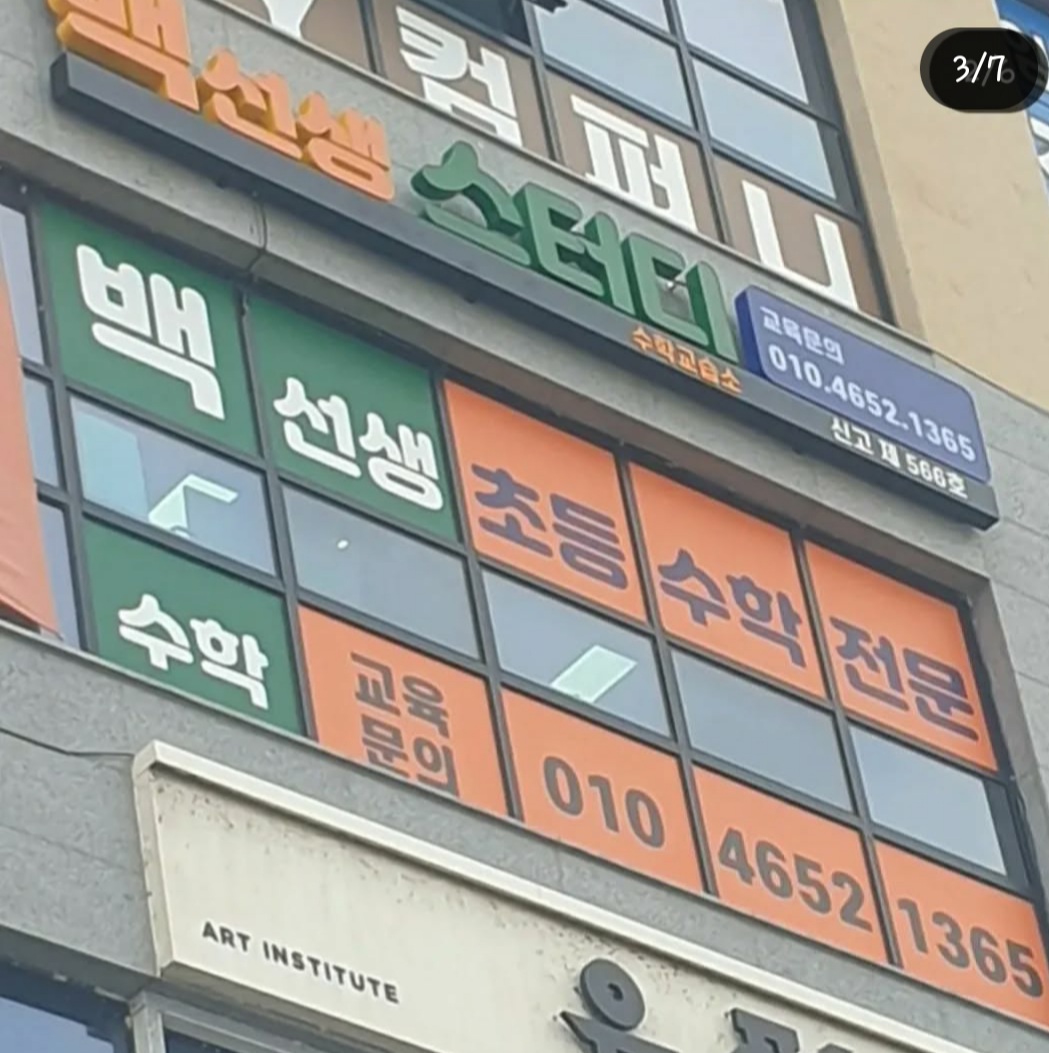 3/7
컴퍼니
백선생 스터디
수학교습소
교육문의
010.4652.1365
신고 제 566호
백 선생
초등 수학 전문
수학
교육
문의
010 4652 1365
ART INSTITUTE